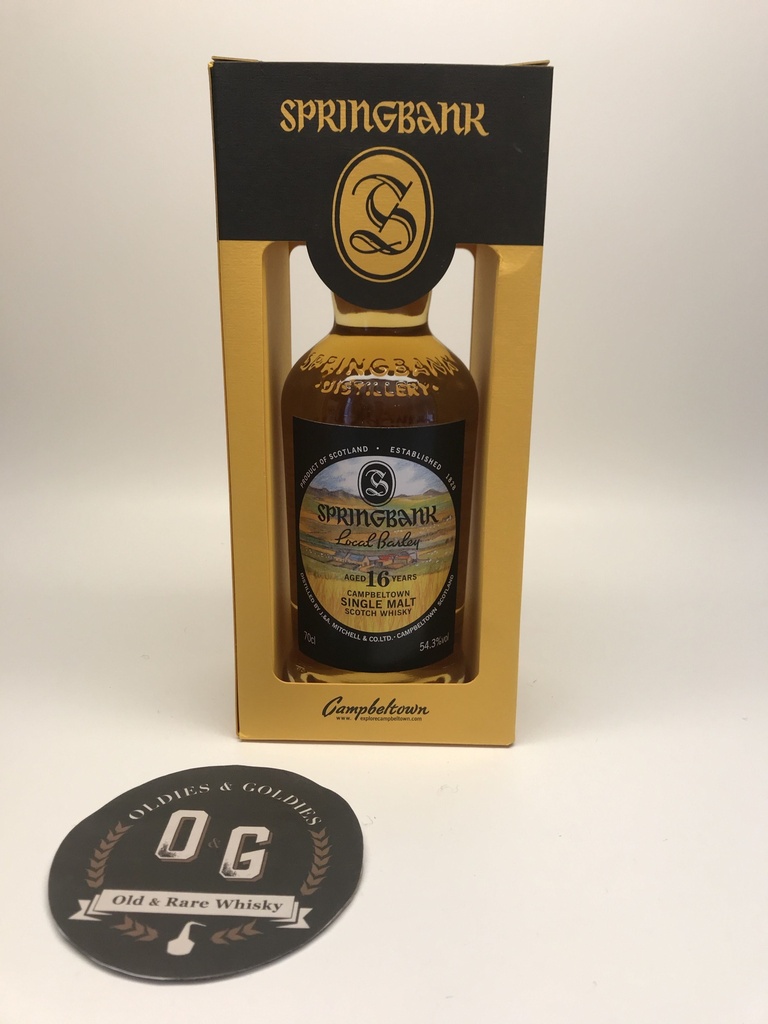 SPRINGBANK
S
SPRINGBANK
·DISTILLERY·
PRODUCT OF SCOTLAND • ESTABLISHED 1828
S
SPRINGBANK
Local Barley
AGED 16 YEARS
CAMPBELTOWN
SINGLE MALT
SCOTCH WHISKY
DISTILLED BY J.&A. MITCHELL & CO.LTD.· CAMPBELTOWN SCOTLAND
70cl
54.3%vol
Campbeltown
www. explorecampbeltown.com
OLDIES & GOLDIES
O & G
Old & Rare Whisky